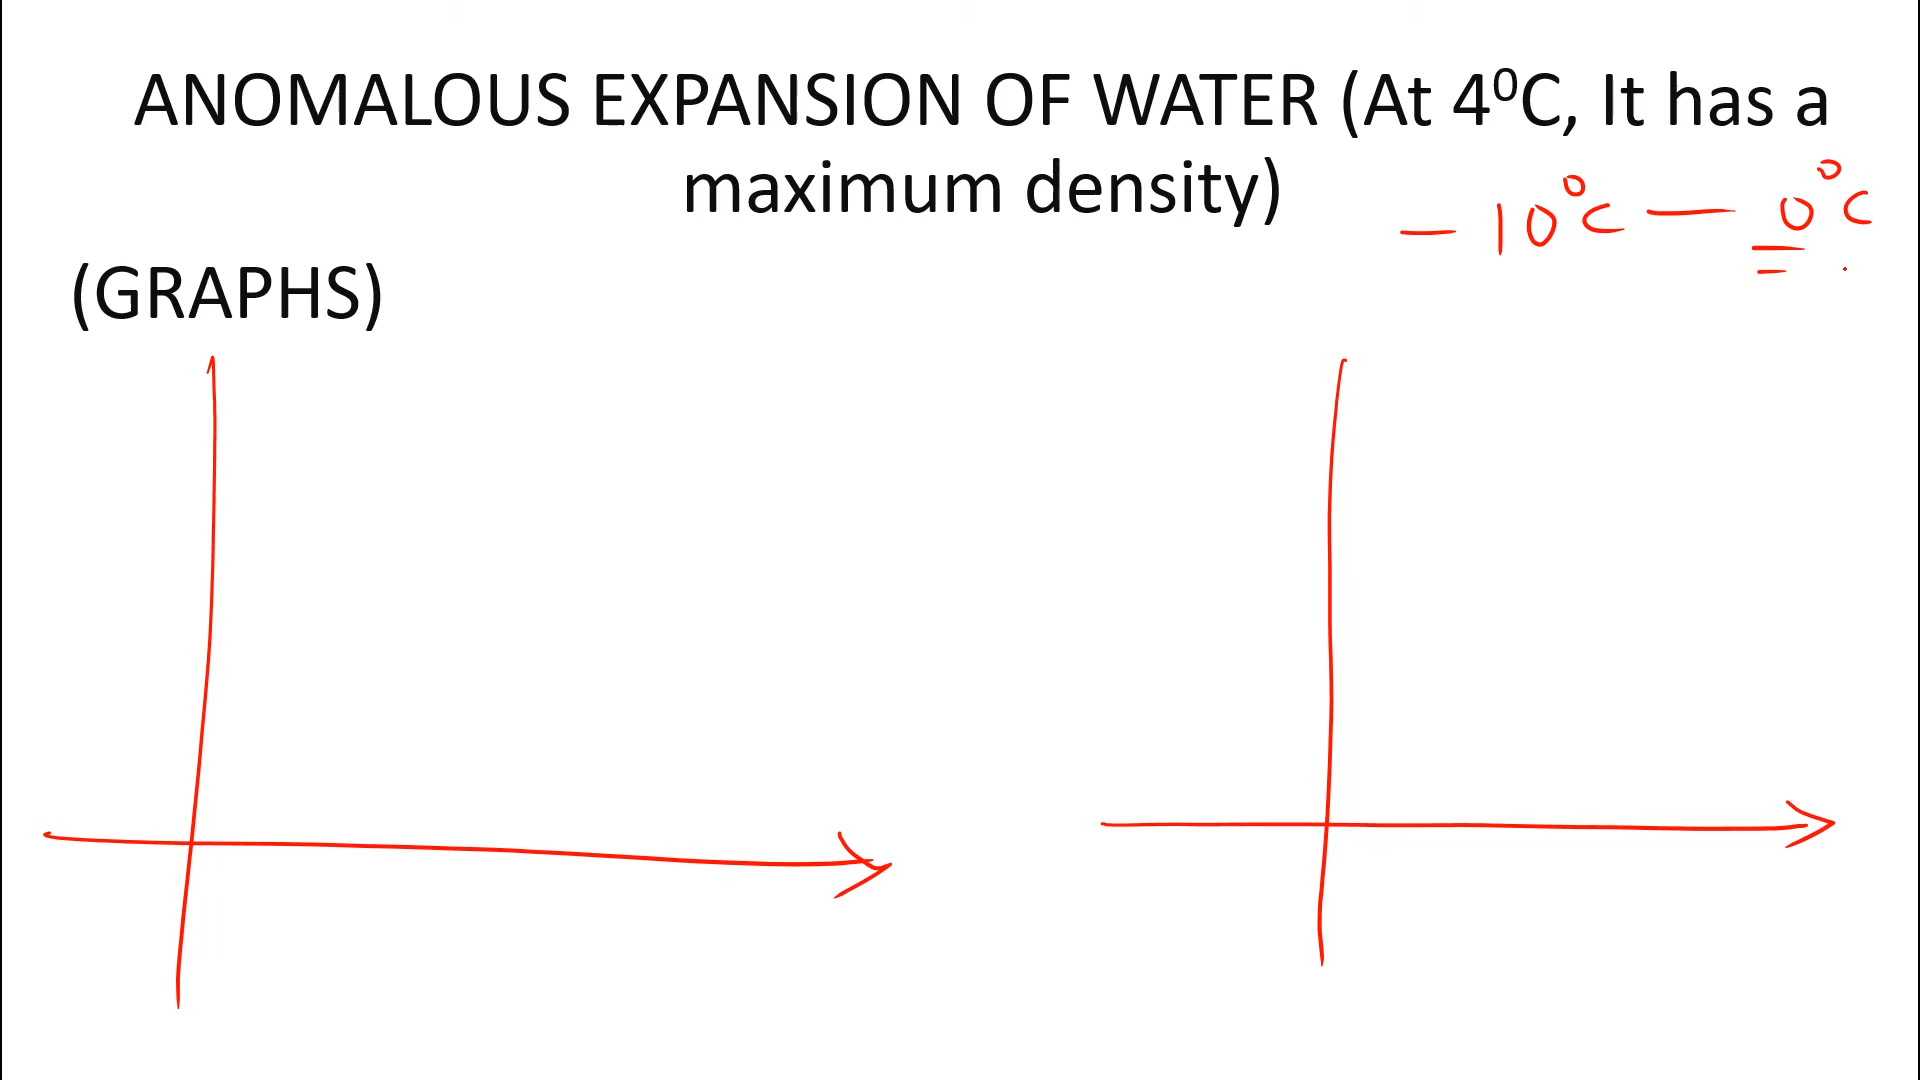 ANOMALOUS EXPANSION OF WATER (At 4⁰C, It has a
maximum density)
– 10°C — 0°C
(GRAPHS)